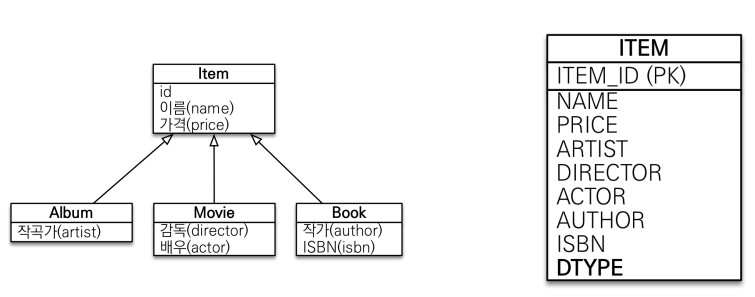 Item
id
이름(name)
가격(price)
Album
작곡가(artist)
Movie
감독(director)
배우(actor)
Book
작가(author)
ISBN(isbn)
ITEM
ITEM_ID (PK)
NAME
PRICE
ARTIST
DIRECTOR
ACTOR
AUTHOR
ISBN
DTYPE